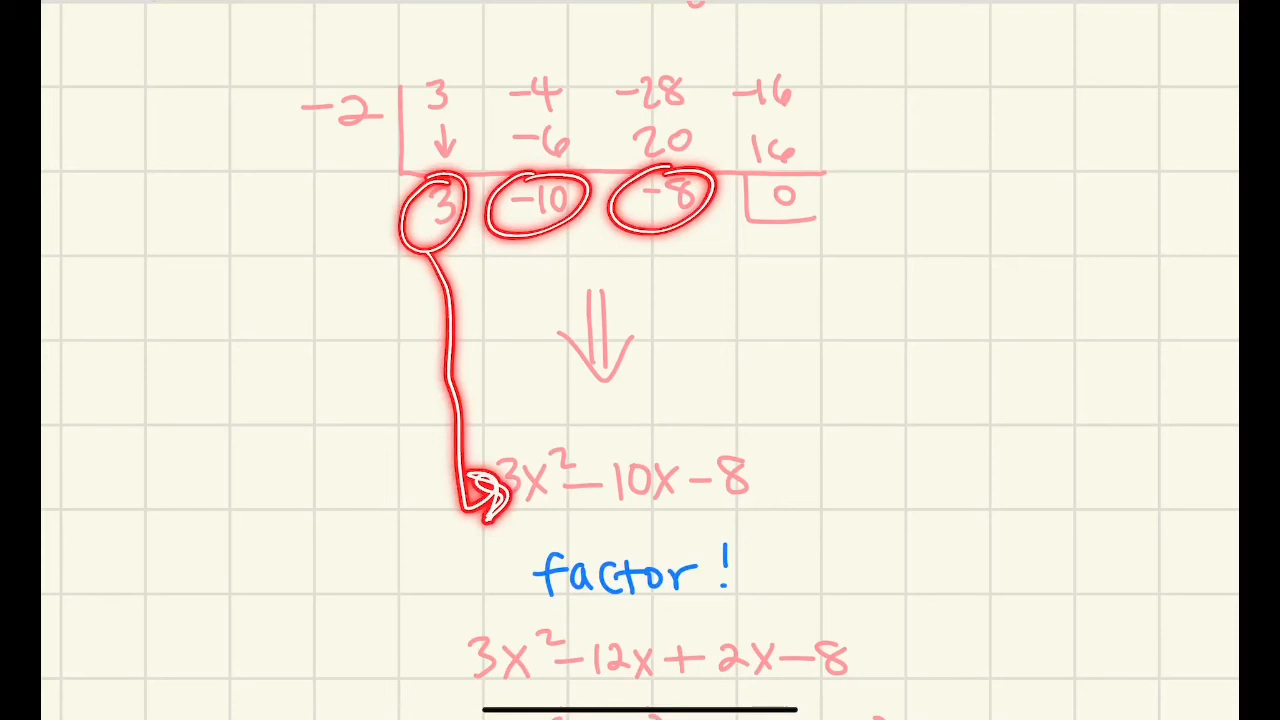 -2 | 3 -4 -28 -16
↓ -6 20 16
3 -10 -8 0
3x² - 10x - 8
factor!
3x² - 12x + 2x - 8